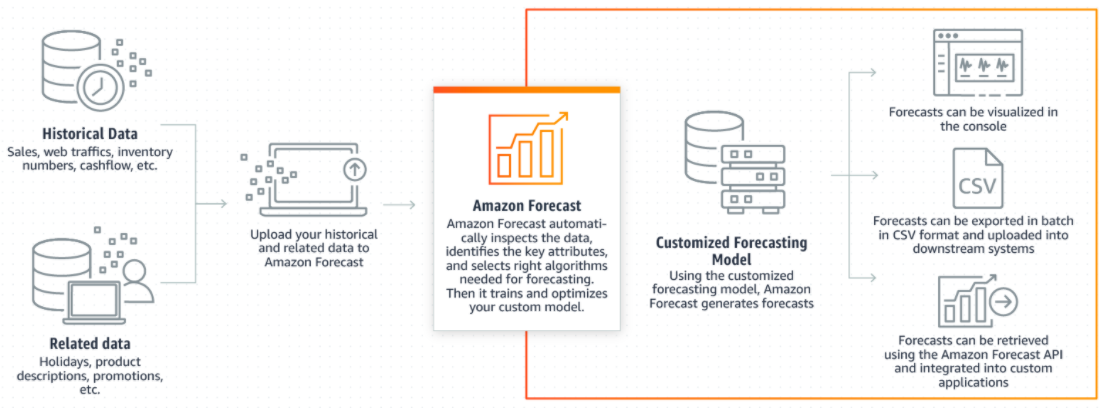 Historical Data
Sales, web traffics, inventory
numbers, cashflow, etc.
Related data
Holidays, product
descriptions, promotions,
etc.
Upload your historical
and related data to
Amazon Forecast
Amazon Forecast
Amazon Forecast automati-
cally inspects the data,
identifies the key attributes,
and selects right algorithms
needed for forecasting.
Then it trains and optimizes
your custom model.
Customized Forecasting
Model
Using the customized
forecasting model, Amazon
Forecast generates forecasts
Forecasts can be visualized in
the console
CSV
Forecasts can be exported in batch
in CSV format and uploaded into
downstream systems
Forecasts can be retrieved
using the Amazon Forecast API
and integrated into custom
applications